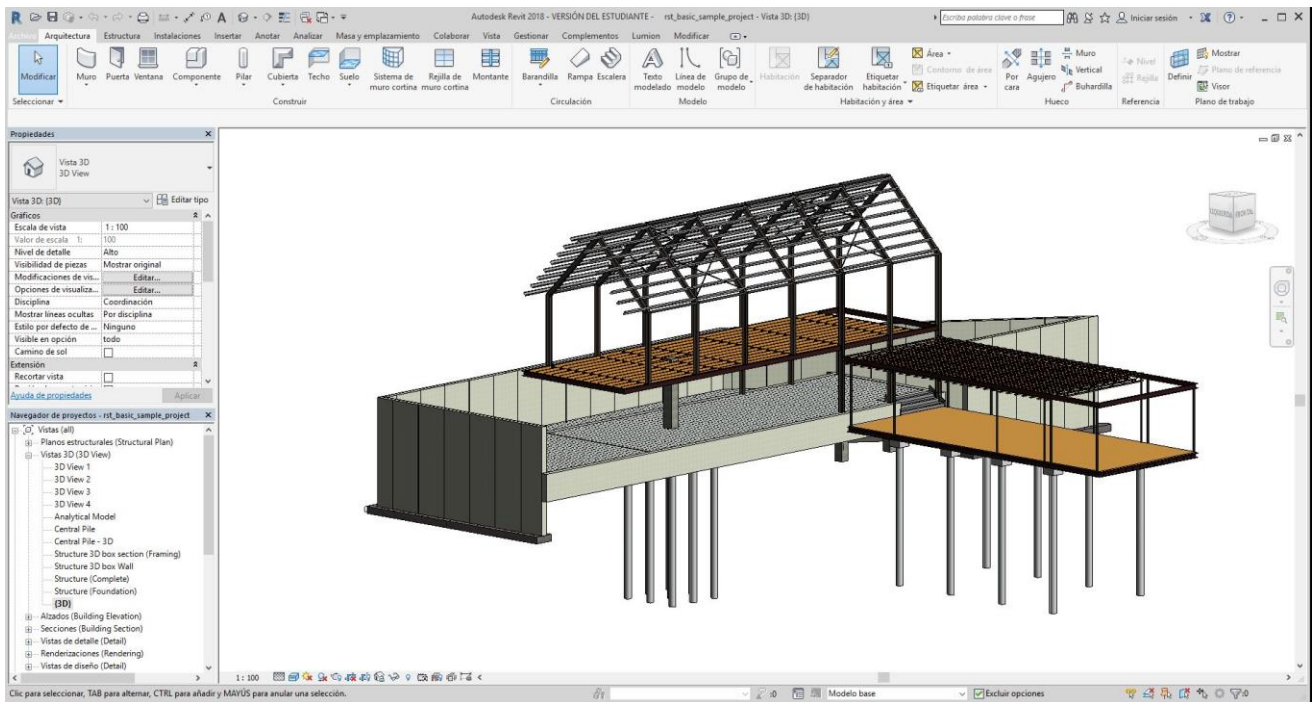 Autodesk Revit 2018 - VERSIÓN DEL ESTUDIANTE - rst_basic_sample_project - Vista 3D: {3D}
Escriba palabra clave o frase
Iniciar sesión
Archivo Arquitectura Estructura Instalaciones Insertar Anotar Analizar Masa y emplazamiento Colaborar Vista Gestionar Complementos Lumion Modificar
Modificar Muro Puerta Ventana Componente Pilar Cubierta Techo Suelo Sistema de muro cortina Rejilla de muro cortina Montante Barandilla Rampa Escalera Texto modelado Línea de modelo Grupo de modelo Habitación Separador de habitación Etiquetar habitación
Área
Contorno de área
Etiquetar área
Por cara Agujero
Muro
Vertical
Buhardilla
Nivel
Rejilla
Definir
Mostrar
Plano de referencia
Visor
Seleccionar Construir Circulación Modelo Habitación y área Hueco Referencia Plano de trabajo
Propiedades
Vista 3D
3D View
Vista 3D: {3D} Editar tipo
Gráficos
Escala de vista 1 : 100
Valor de escala 1: 100
Nivel de detalle Alto
Visibilidad de piezas Mostrar original
Modificaciones de vis... Editar...
Opciones de visualiza... Editar...
Disciplina Coordinación
Mostrar líneas ocultas Por disciplina
Estilo por defecto de ... Ninguno
Visible en opción todo
Camino de sol
Extensión
Recortar vista
Ayuda de propiedades Aplicar
Navegador de proyectos - rst_basic_sample_project
Vistas (all)
Planos estructurales (Structural Plan)
Vistas 3D (3D View)
3D View 1
3D View 2
3D View 3
3D View 4
Analytical Model
Central Pile
Central Pile - 3D
Structure 3D box section (Framing)
Structure 3D box Wall
Structure (Complete)
Structure (Foundation)
{3D}
Alzados (Building Elevation)
Secciones (Building Section)
Vistas de detalle (Detail)
Renderizaciones (Rendering)
Vistas de diseño (Detail)
IZQUIERDA FRONTAL
1 : 100
Clic para seleccionar, TAB para alternar, CTRL para añadir y MAYÚS para anular una selección.
:0 Modelo base Excluir opciones :0